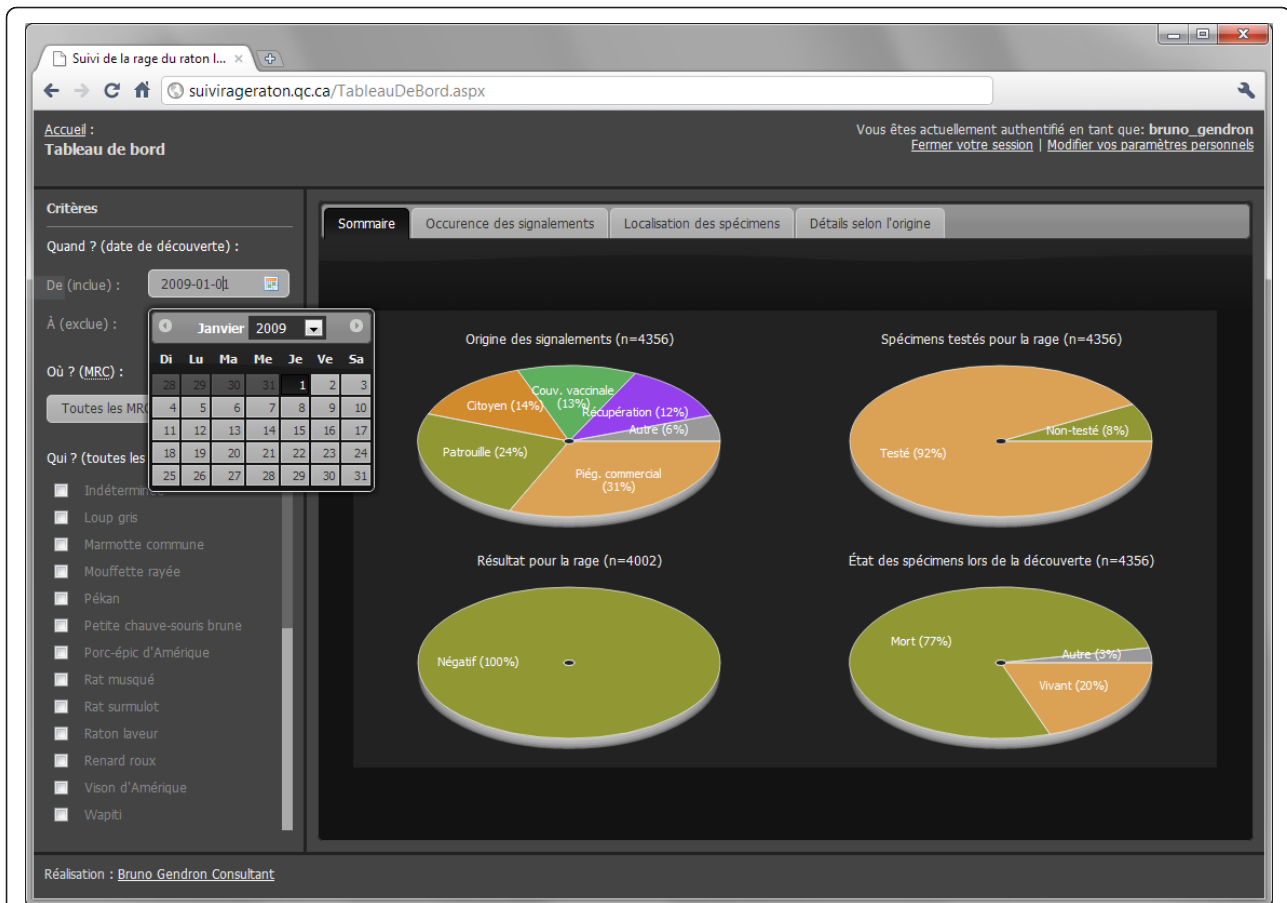 Suivi de la rage du raton l...
suivirageraton.qc.ca/TableauDeBord.aspx
Accueil :
Tableau de bord
Vous êtes actuellement authentifié en tant que: bruno_gendron
Fermer votre session | Modifier vos paramètres personnels
Critères
Quand ? (date de découverte) :
De (inclue) : 2009-01-01
À (exclue) :
Janvier 2009
Di Lu Ma Me Je Ve Sa
28 29 30 31 1 2 3
4 5 6 7 8 9 10
11 12 13 14 15 16 17
18 19 20 21 22 23 24
25 26 27 28 29 30 31
Où ? (MRC) :
Toutes les MRC
Qui ? (toutes les
Indéterminée
Loup gris
Marmotte commune
Mouffette rayée
Pékan
Petite chauve-souris brune
Porc-épic d'Amérique
Rat musqué
Rat surmulot
Raton laveur
Renard roux
Vison d'Amérique
Wapiti
Sommaire Occurence des signalements Localisation des spécimens Détails selon l'origine
Origine des signalements (n=4356)
Couv. vaccinale
(13%)
Citoyen (14%)
Récupération (12%)
Autre (6%)
Patrouille (24%)
Piég. commercial
(31%)
Spécimens testés pour la rage (n=4356)
Non-testé (8%)
Testé (92%)
Résultat pour la rage (n=4002)
Négatif (100%)
État des spécimens lors de la découverte (n=4356)
Mort (77%)
Autre (3%)
Vivant (20%)
Réalisation : Bruno Gendron Consultant